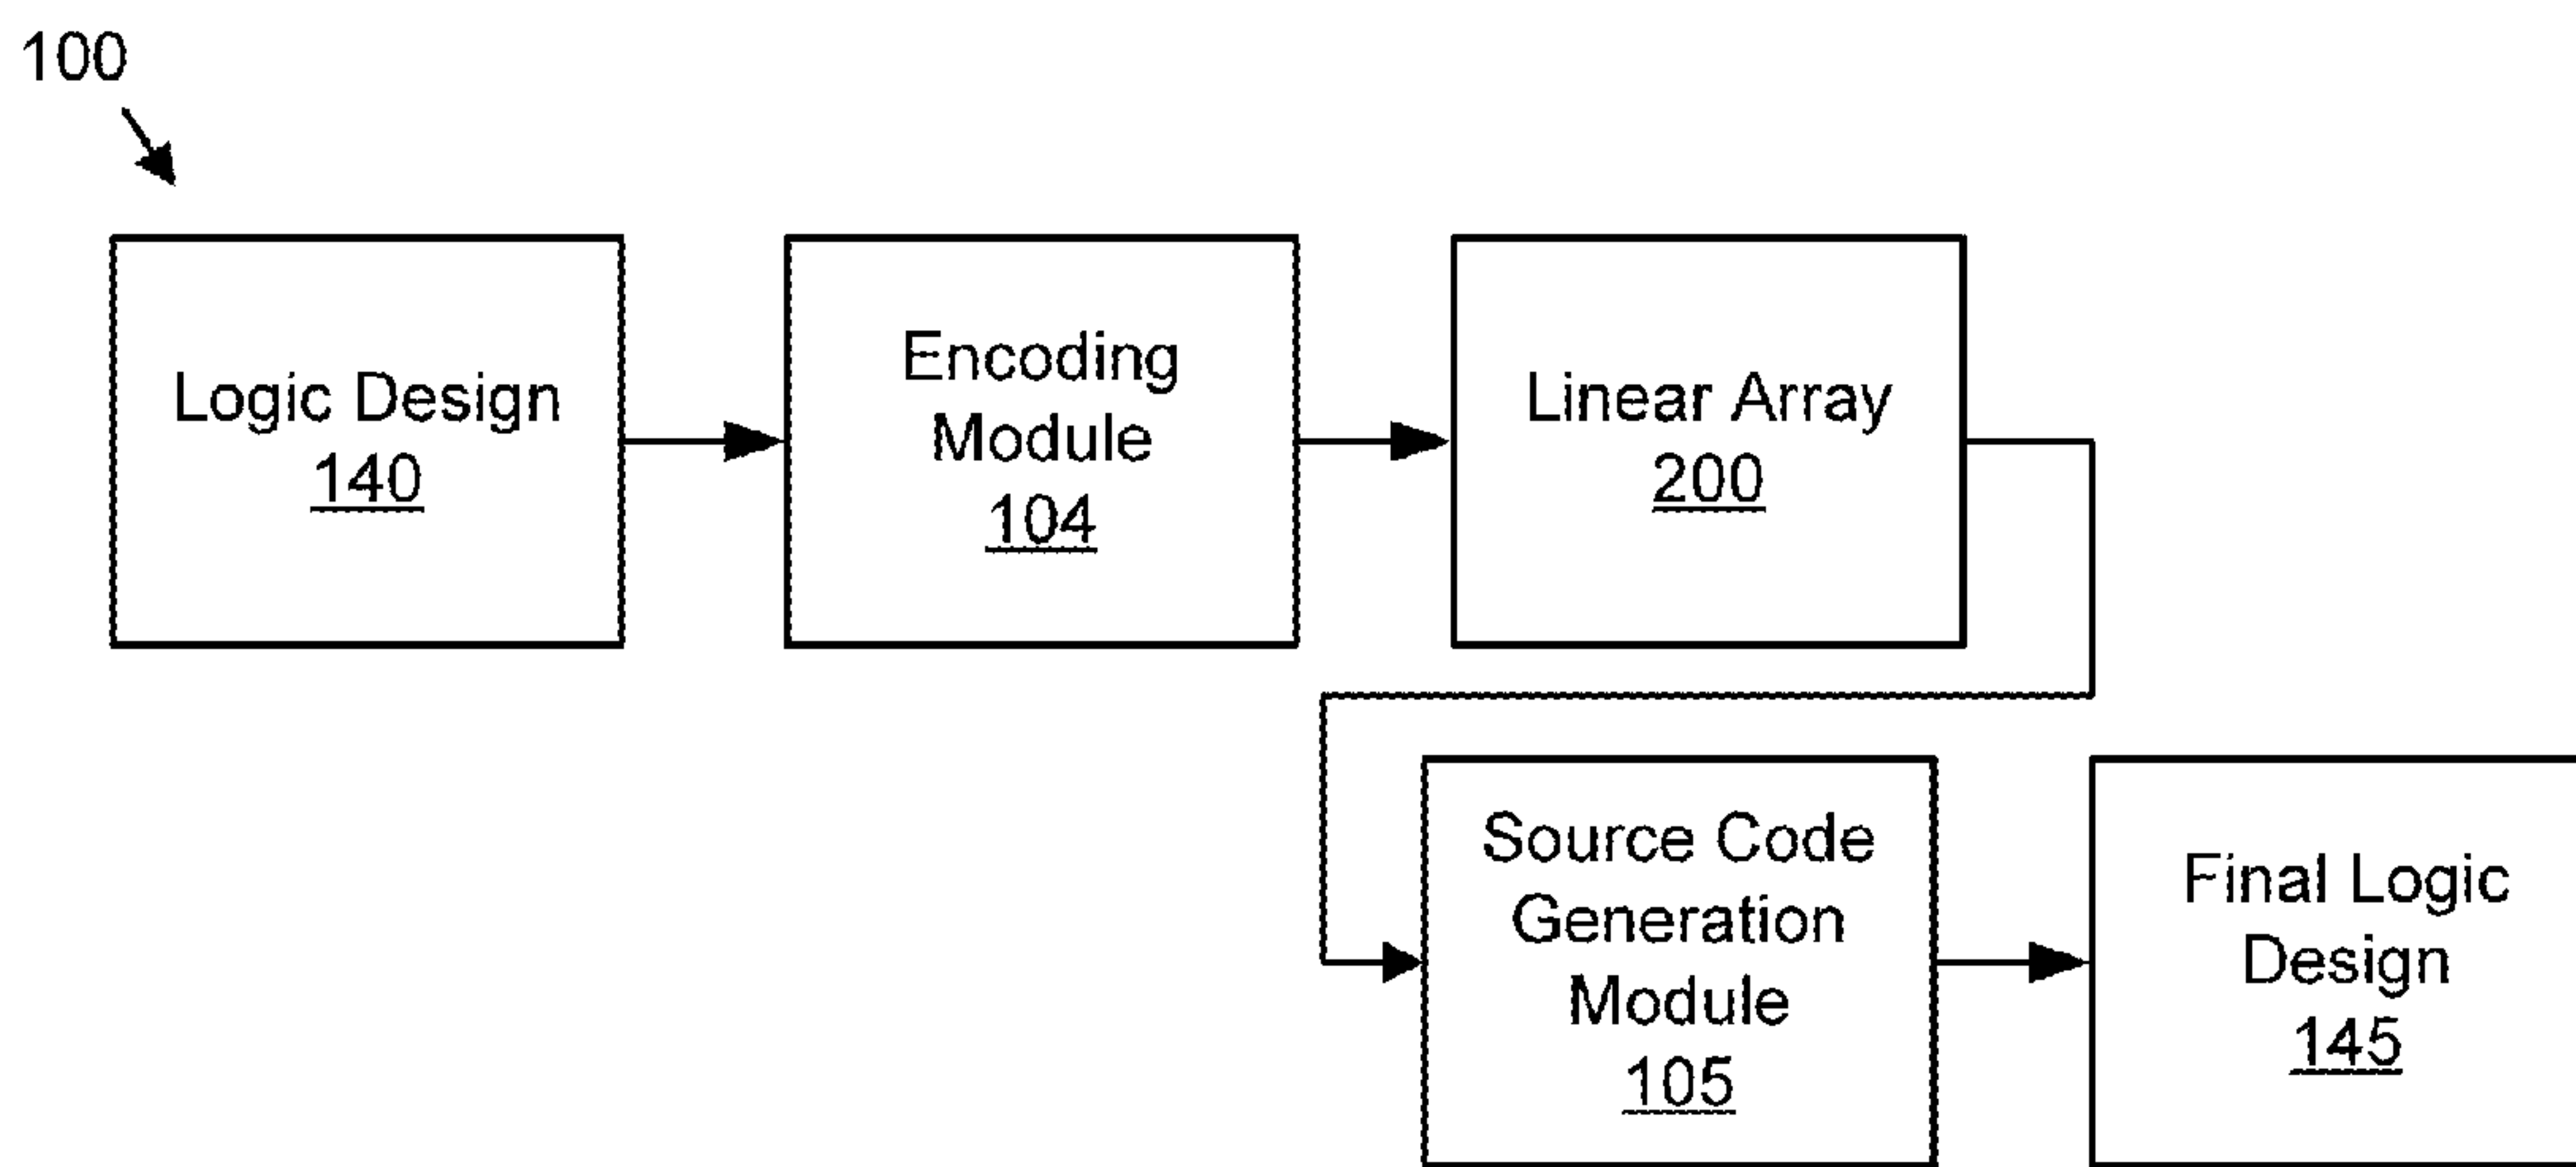 100
Logic Design
140
Encoding
Module
104
Linear Array
200
Source Code
Generation
Module
105
Final Logic
Design
145